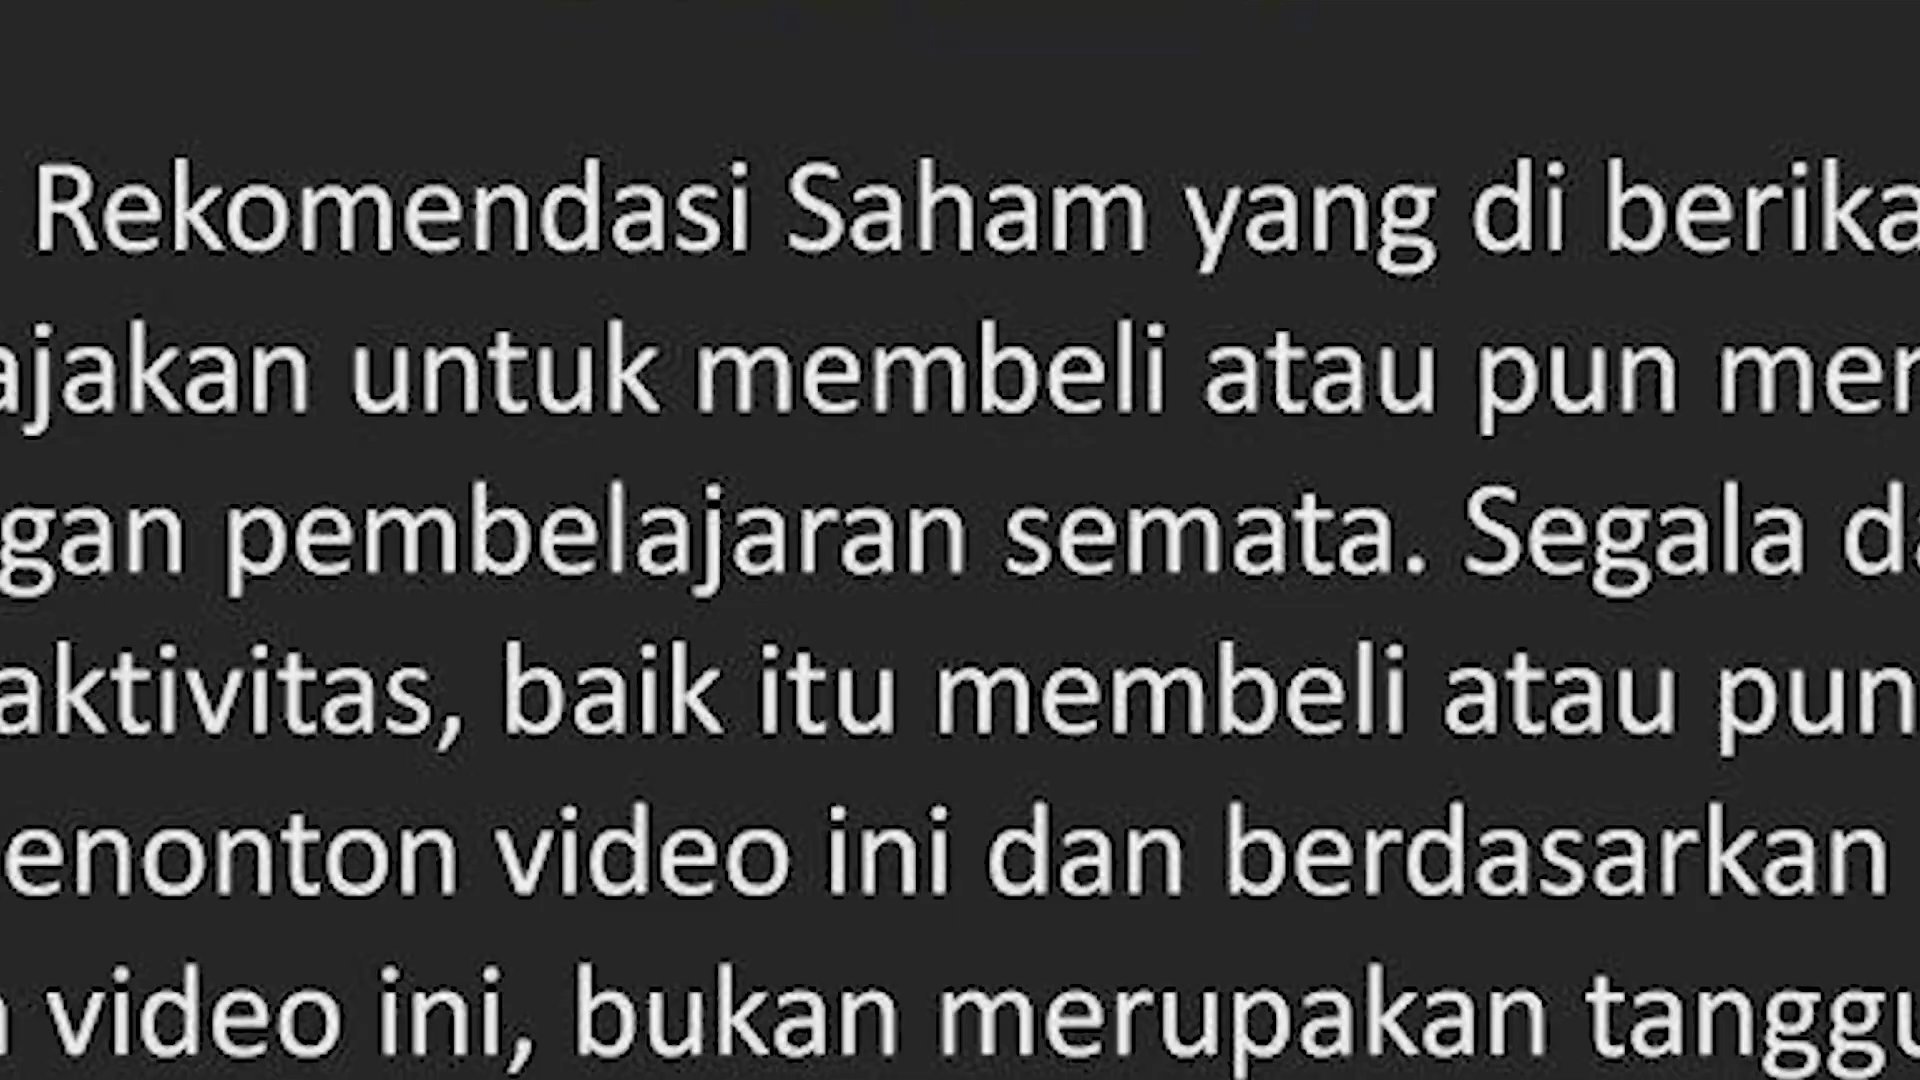 Rekomendasi Saham yang di berika
ajakan untuk membeli atau pun mer
gan pembelajaran semata. Segala da
aktivitas, baik itu membeli atau pun
enonton video ini dan berdasarkan
video ini, bukan merupakan tanggu